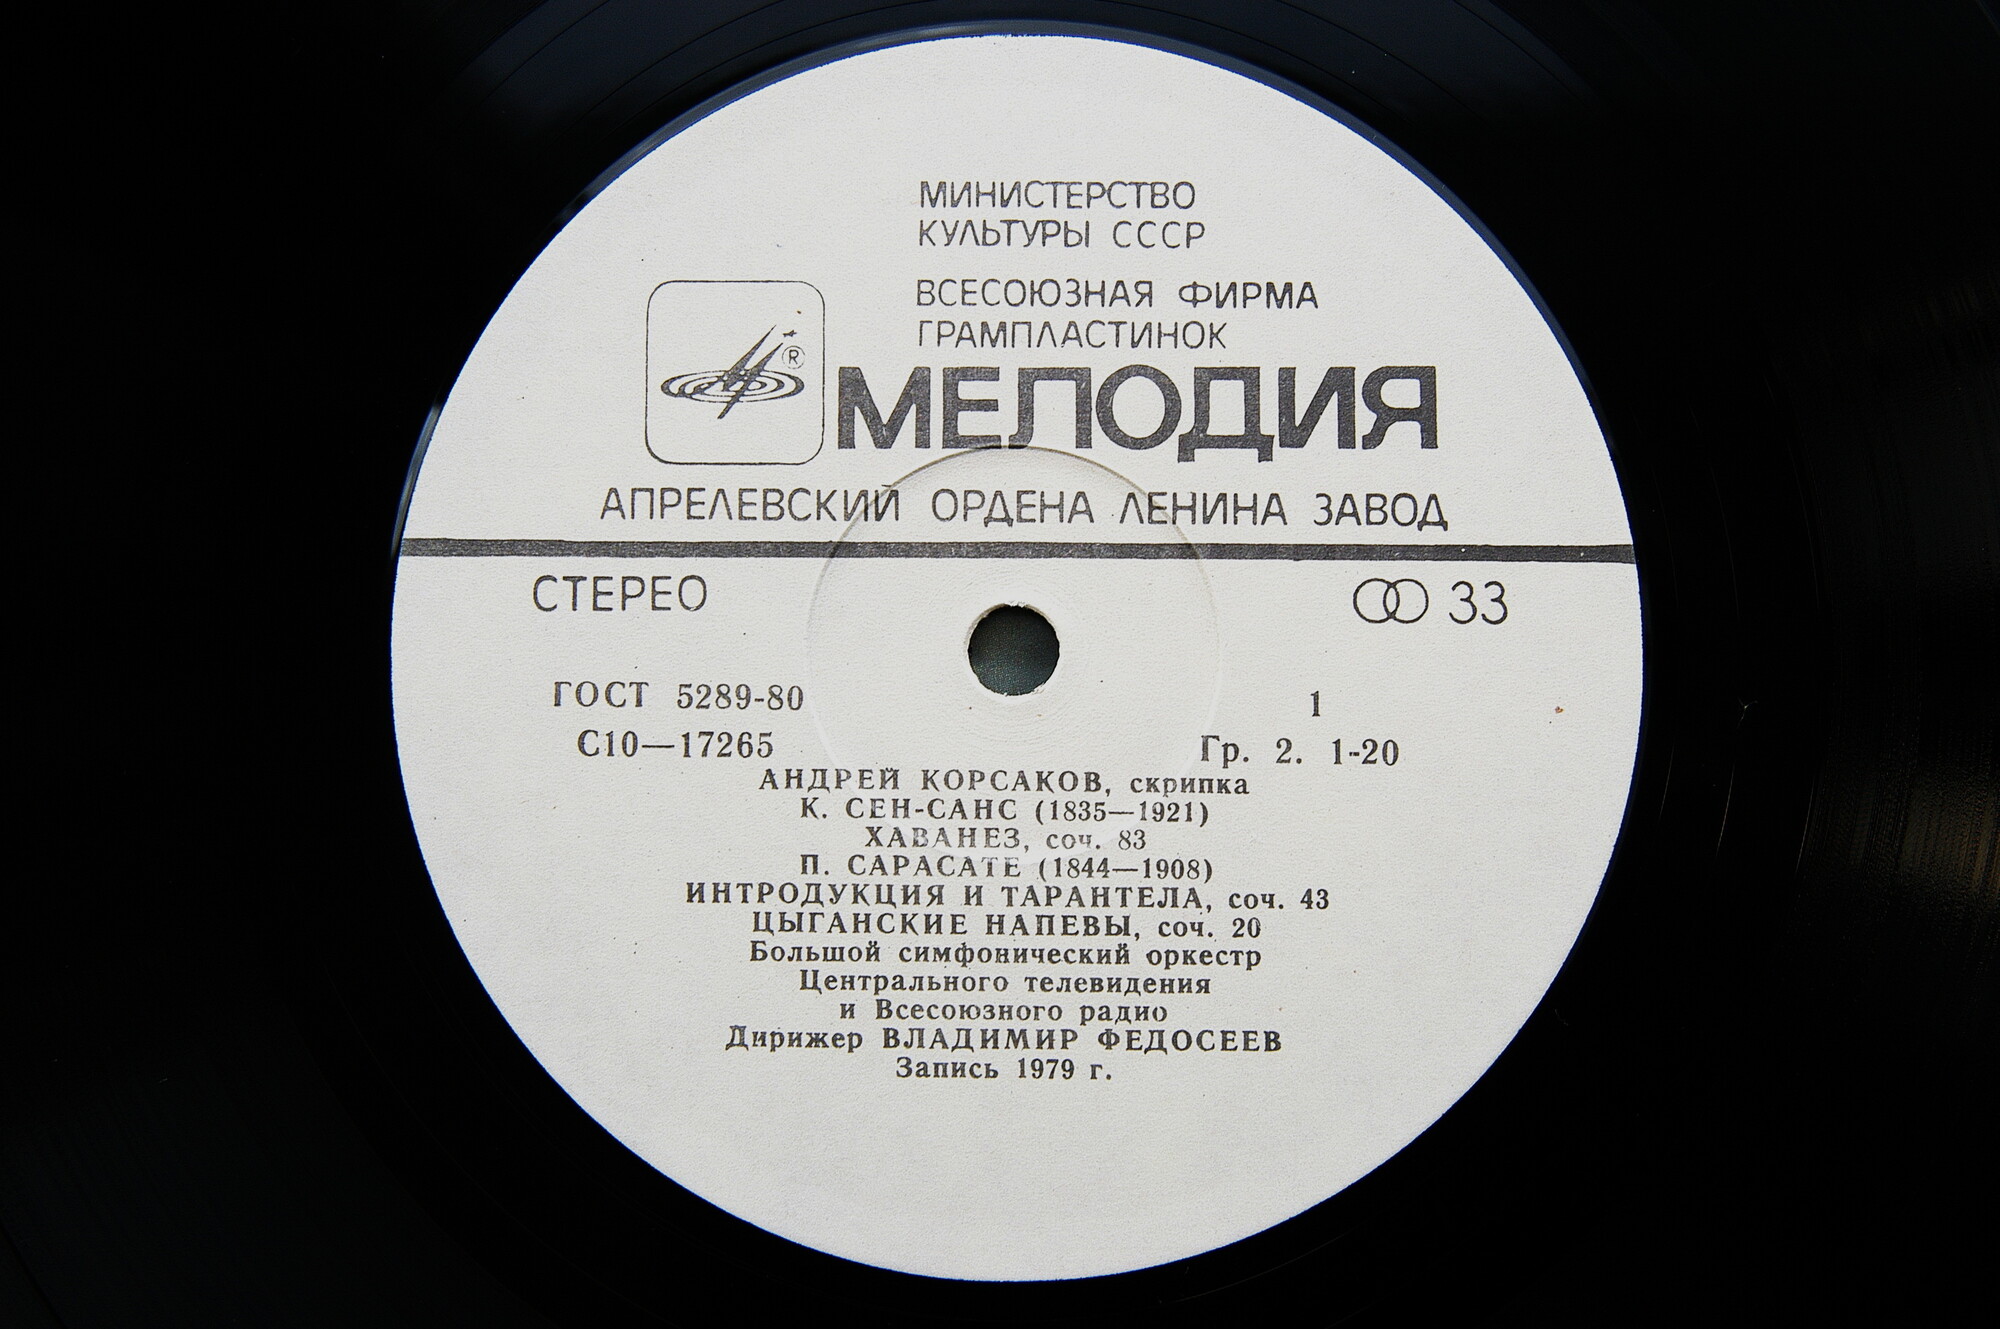 МИНИСТЕРСТВО
КУЛЬТУРЫ СССР
ВСЕСОЮЗНАЯ ФИРМА
ГРАМПЛАСТИНОК
®
МЕЛОДИЯ
АПРЕЛЕВСКИЙ ОРДЕНА ЛЕНИНА ЗАВОД
СТЕРЕО
33
ГОСТ 5289-80
1
С10—17265
Гр. 2. 1-20
АНДРЕЙ КОРСАКОВ, скрипка
К. СЕН-САНС (1835—1921)
ХАВАНЕЗ, соч. 83
П. САРАСАТЕ (1844—1908)
ИНТРОДУКЦИЯ И ТАРАНТЕЛА, соч. 43
ЦЫГАНСКИЕ НАПЕВЫ, соч. 20
Большой симфонический оркестр
Центрального телевидения
и Всесоюзного радио
Дирижер ВЛАДИМИР ФЕДОСЕЕВ
Запись 1979 г.